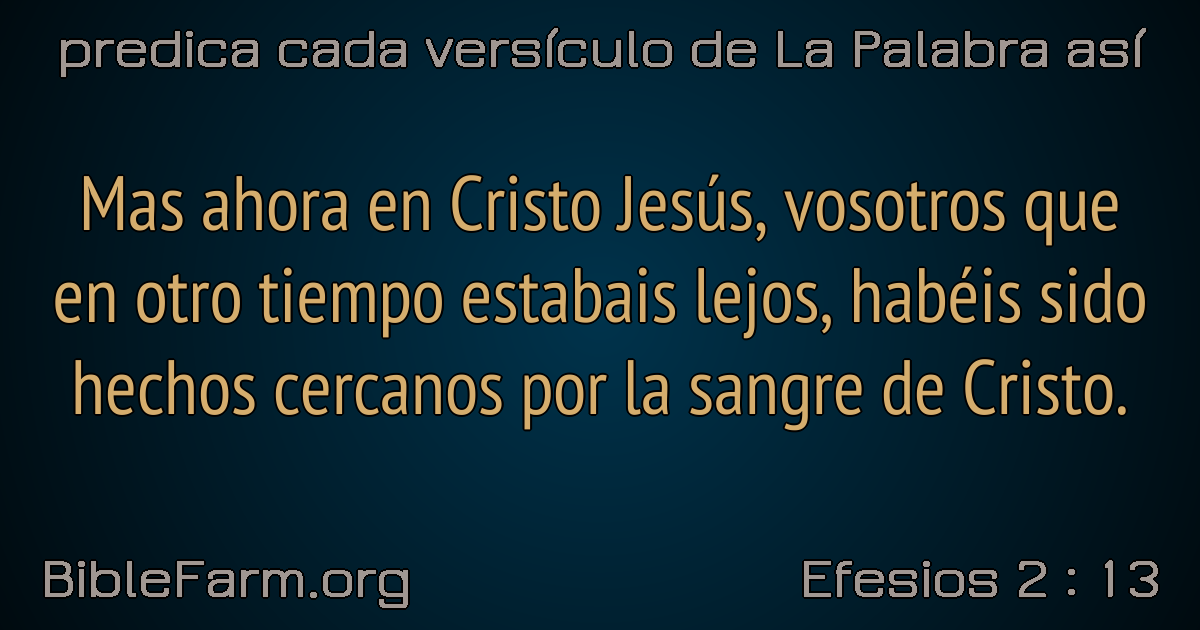 predica cada versículo de La Palabra así
Mas ahora en Cristo Jesús, vosotros que
en otro tiempo estabais lejos, habéis sido
hechos cercanos por la sangre de Cristo.
BibleFarm.org
Efesios 2 : 13